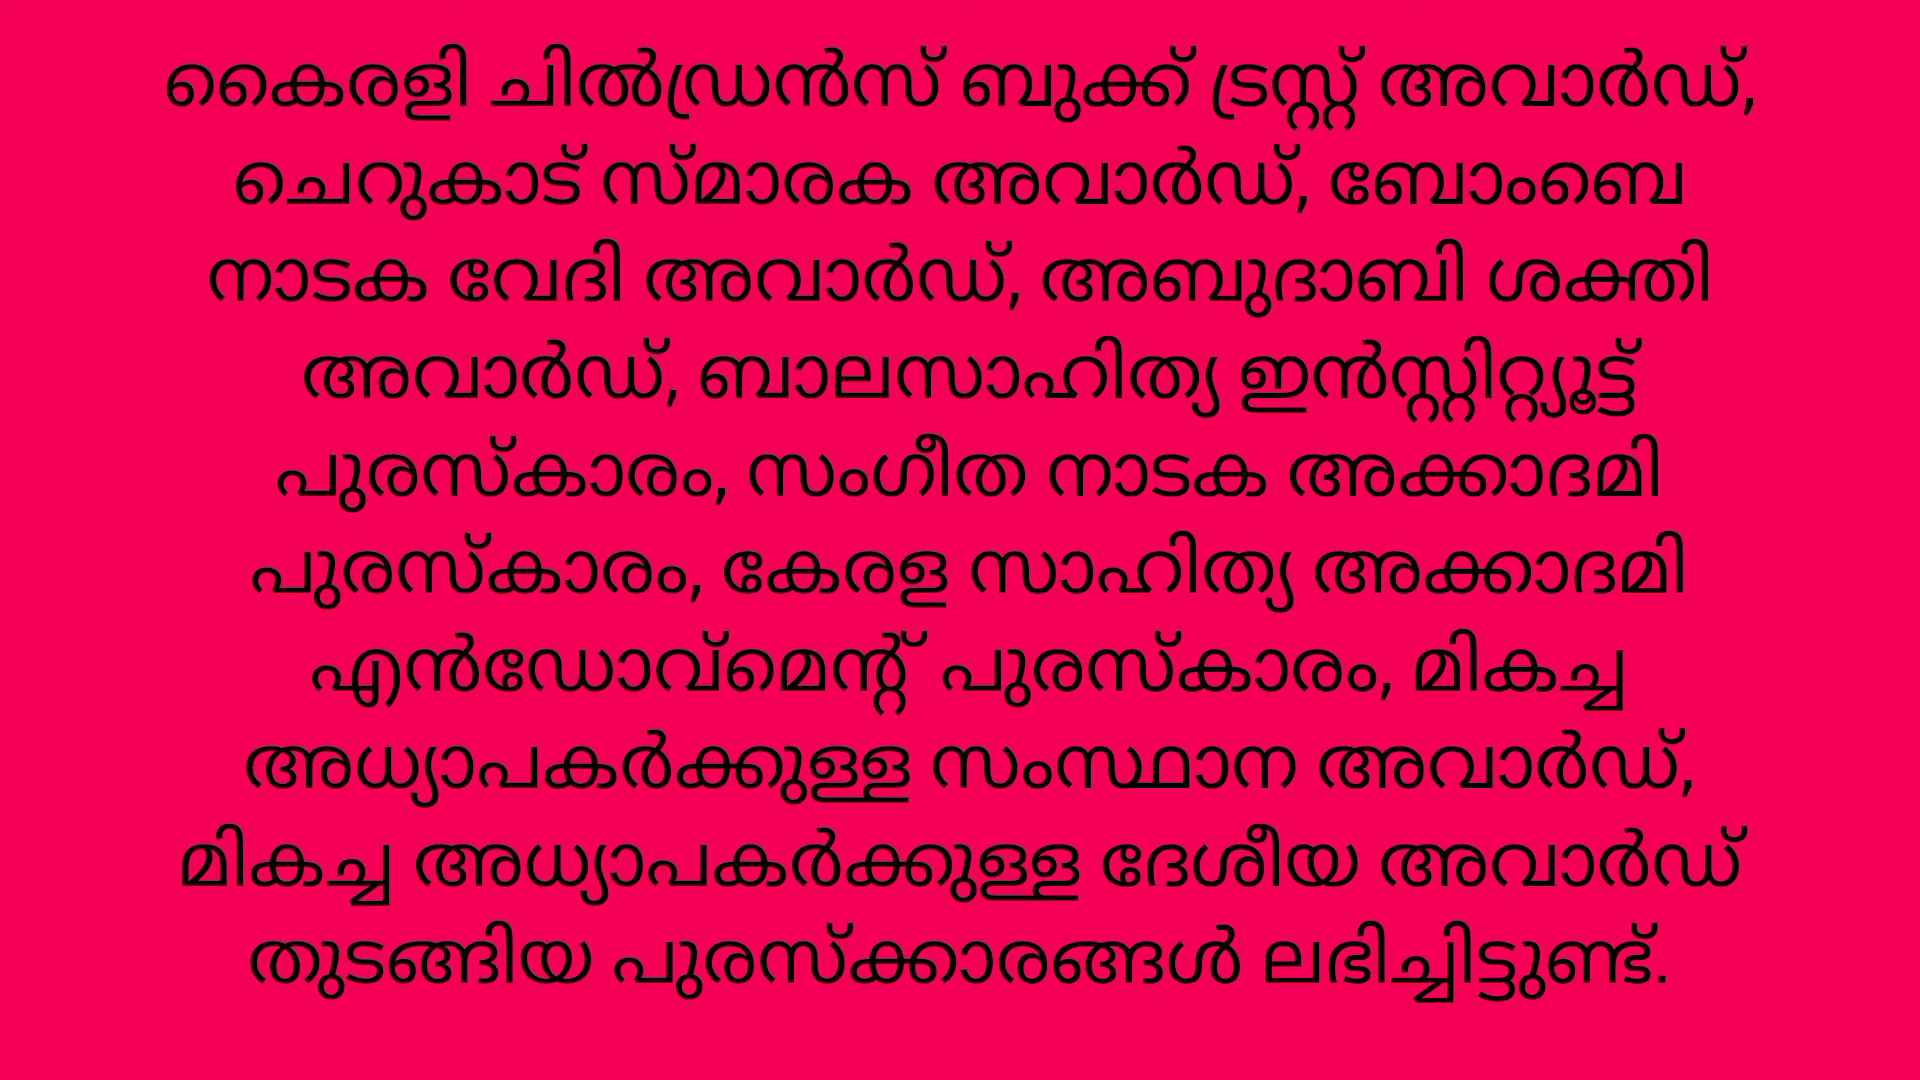 കൈരളി ചിൽഡ്രൻസ് ബുക്ക് ട്രസ്റ്റ് അവാർഡ്,
ചെറുകാട് സ്മാരക അവാർഡ്, ബോംബെ
നാടക വേദി അവാർഡ്, അബുദാബി ശക്തി
അവാർഡ്, ബാലസാഹിത്യ ഇൻസ്റ്റിറ്റ്യൂട്ട്
പുരസ്കാരം, സംഗീത നാടക അക്കാദമി
പുരസ്കാരം, കേരള സാഹിത്യ അക്കാദമി
എൻഡോവ്മെന്റ് പുരസ്കാരം, മികച്ച
അധ്യാപകർക്കുള്ള സംസ്ഥാന അവാർഡ്,
മികച്ച അധ്യാപകർക്കുള്ള ദേശീയ അവാർഡ്
തുടങ്ങിയ പുരസ്ക്കാരങ്ങൾ ലഭിച്ചിട്ടുണ്ട്.